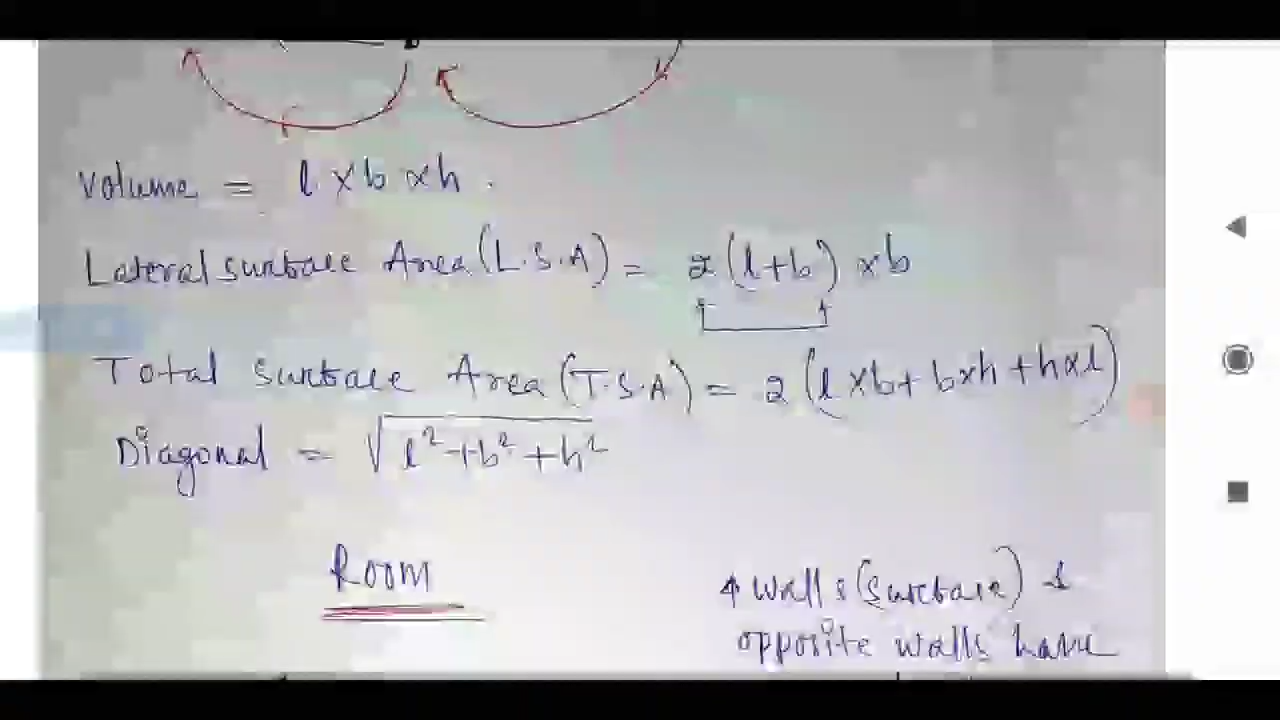 Volume = l × b × h .
Lateral surface Area (L.S.A) = 2(l+b) × b
Total surface Area (T.S.A) = 2 (l×b + b×h + h×l)
Diagonal = √l²+b²+h²
Room
4 walls (surface) &
opposite walls have